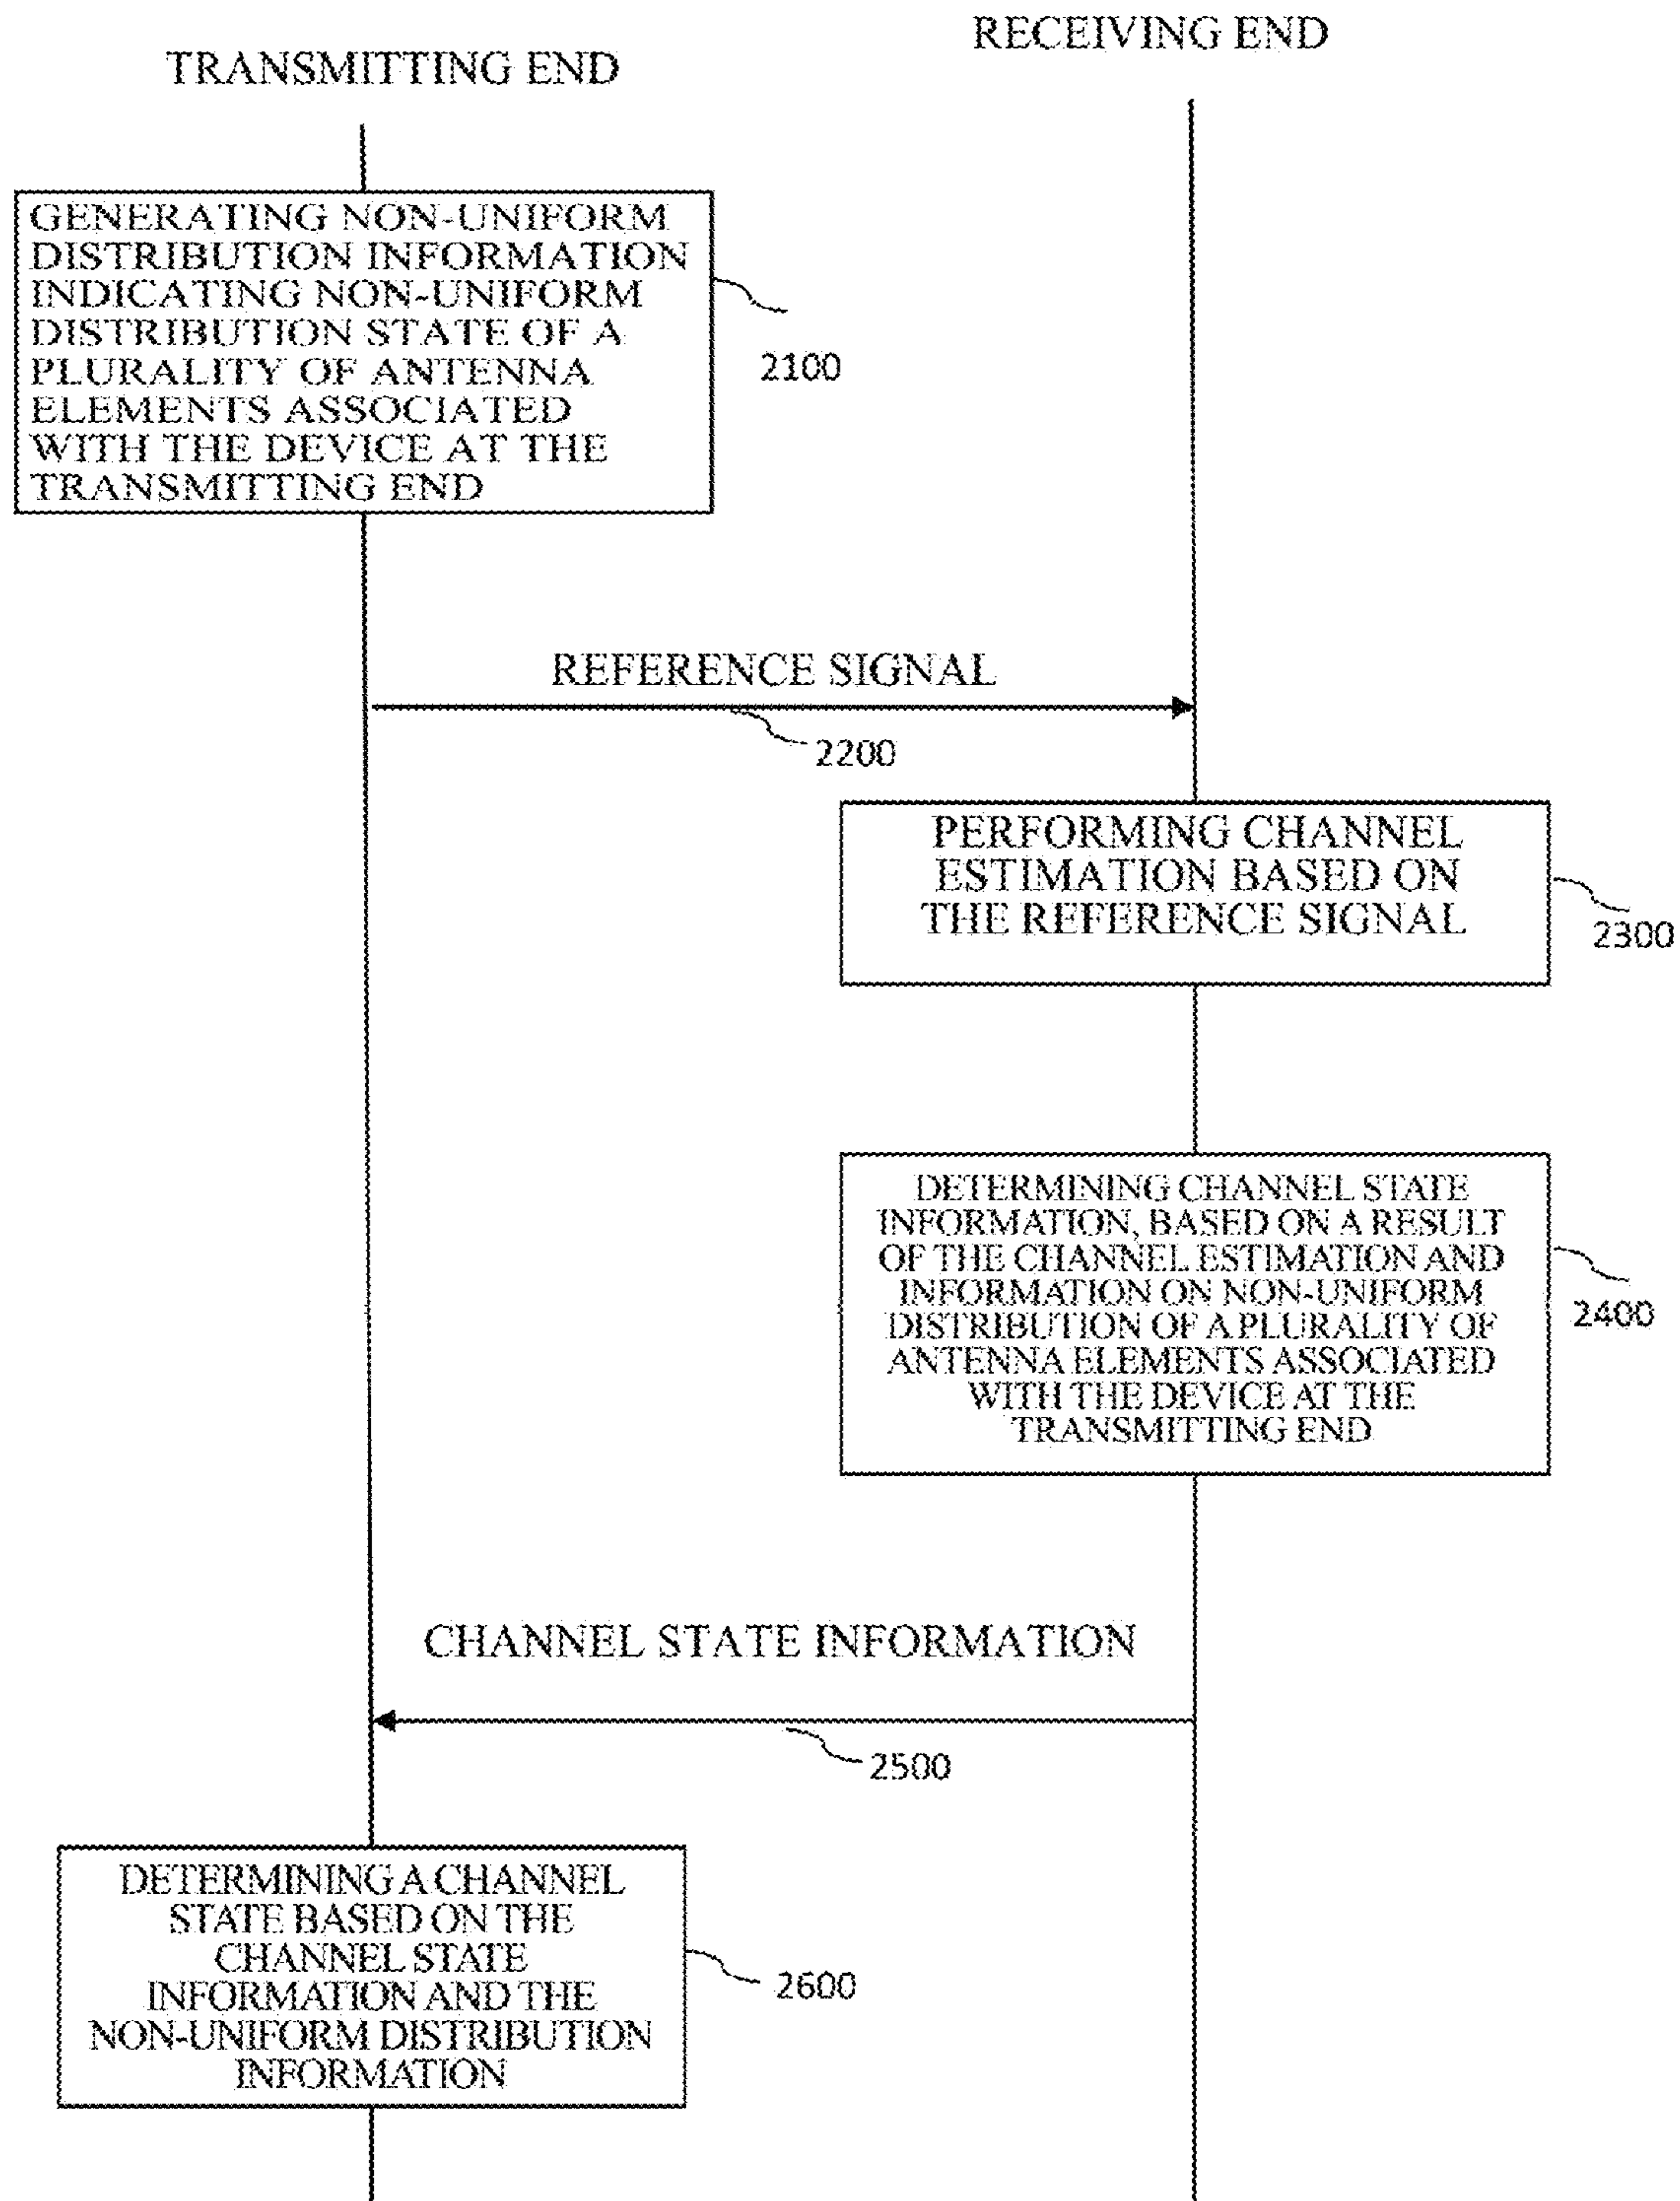 TRANSMITTING END
RECEIVING END
GENERATING NON-UNIFORM
DISTRIBUTION INFORMATION
INDICATING NON-UNIFORM
DISTRIBUTION STATE OF A
PLURALITY OF ANTENNA
ELEMENTS ASSOCIATED
WITH THE DEVICE AT THE
TRANSMITTING END
2100
REFERENCE SIGNAL
2200
PERFORMING CHANNEL
ESTIMATION BASED ON
THE REFERENCE SIGNAL
2300
DETERMINING CHANNEL STATE
INFORMATION, BASED ON A RESULT
OF THE CHANNEL ESTIMATION AND
INFORMATION ON NON-UNIFORM
DISTRIBUTION OF A PLURALITY OF
ANTENNA ELEMENTS ASSOCIATED
WITH THE DEVICE AT THE
TRANSMITTING END
2400
CHANNEL STATE INFORMATION
2500
DETERMINING A CHANNEL
STATE BASED ON THE
CHANNEL STATE
INFORMATION AND THE
NON-UNIFORM DISTRIBUTION
INFORMATION
2600